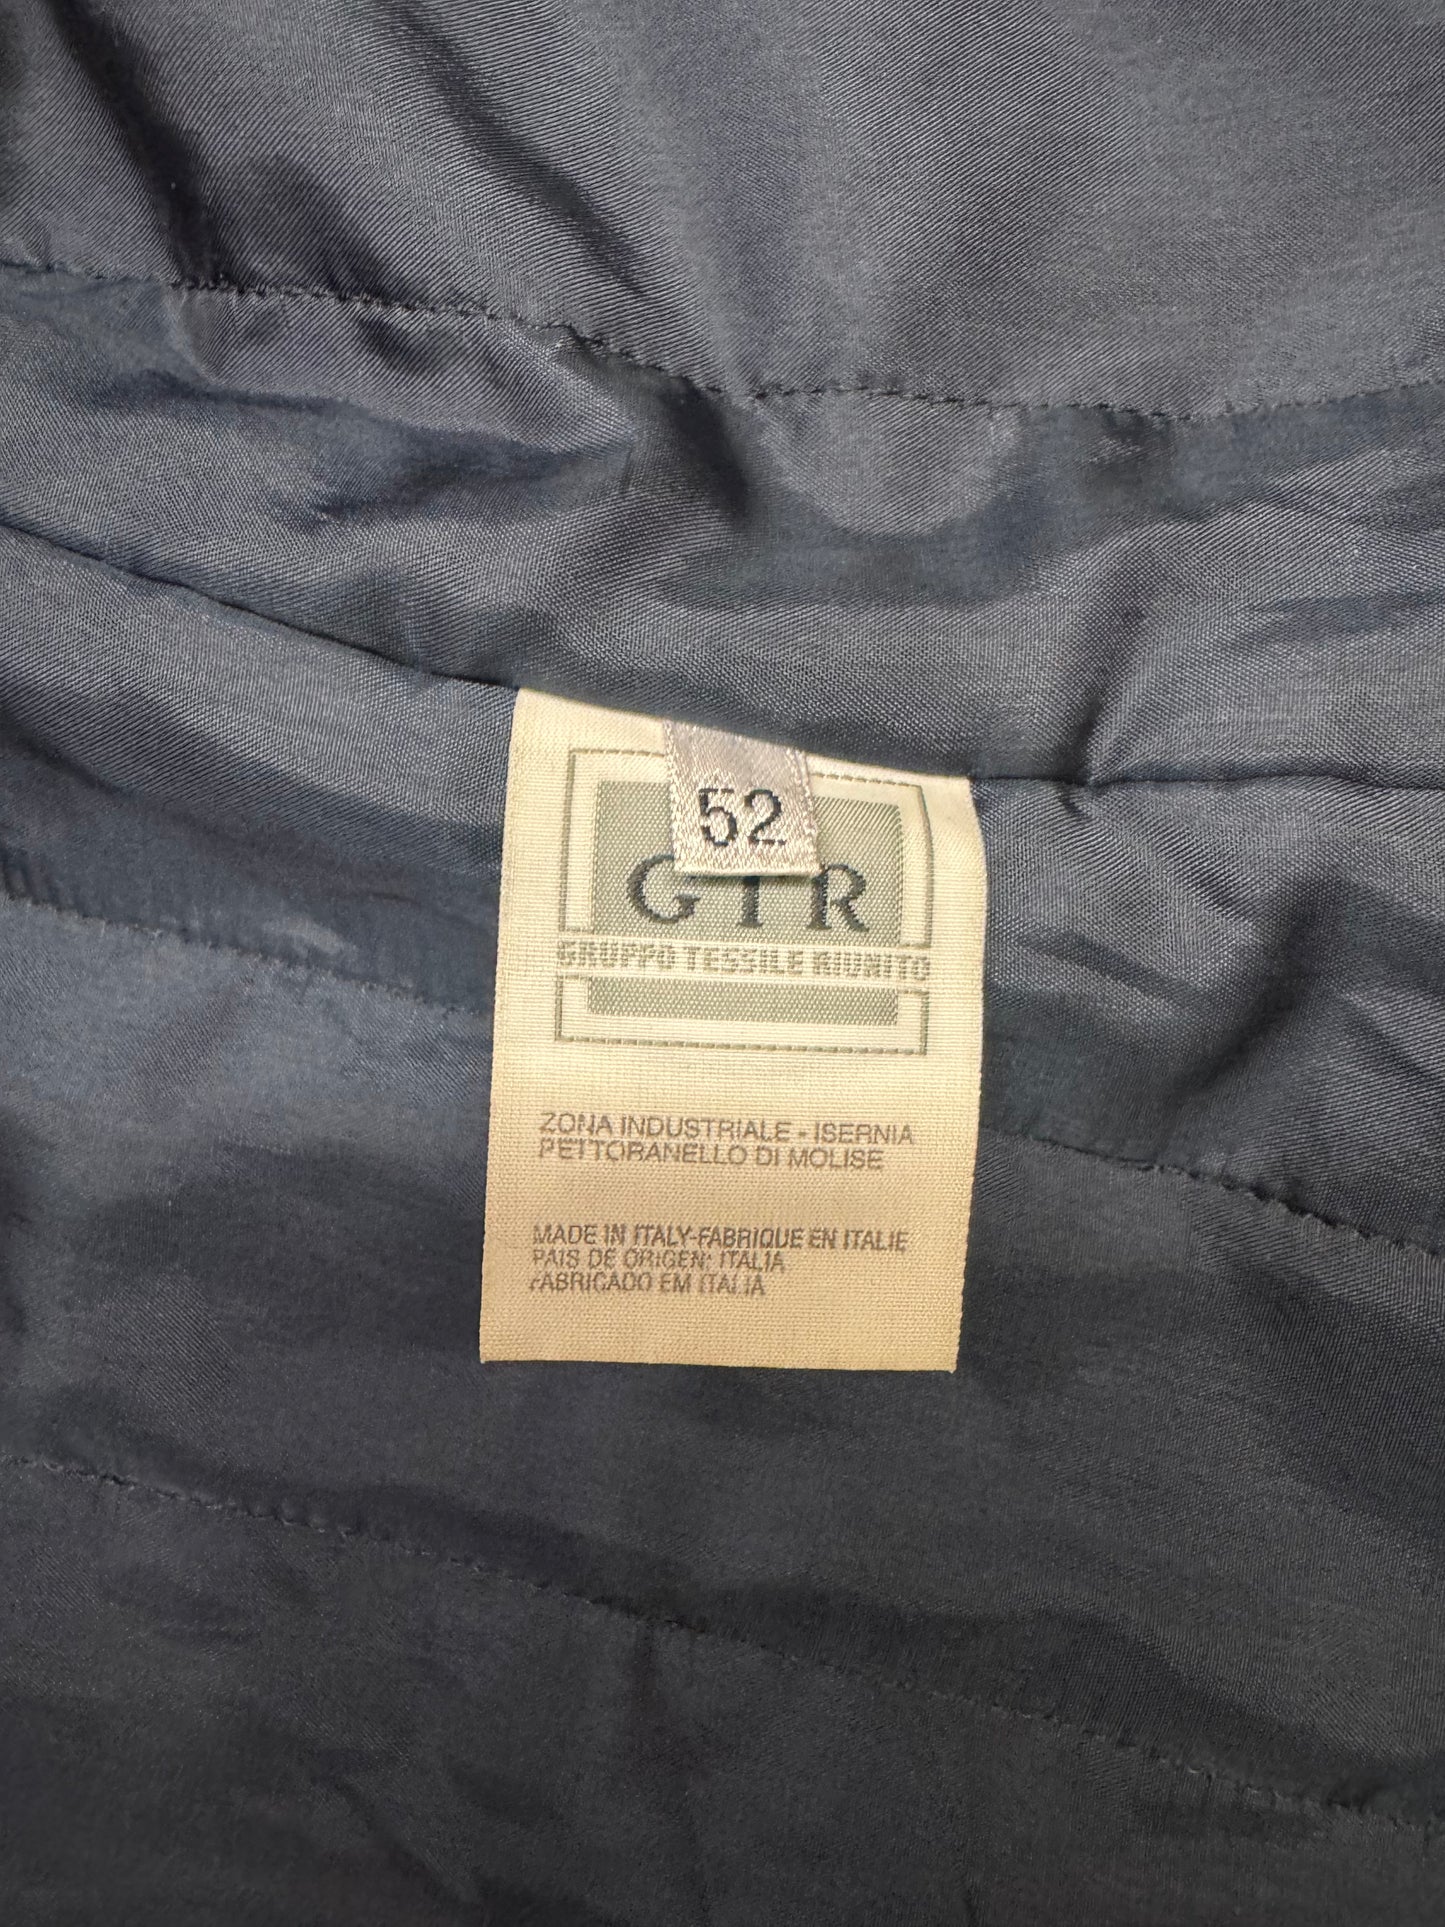 52
GTR
GRUPPO TESSILE RIUNITO
ZONA INDUSTRIALE - ISERNIA
PETTORANELLO DI MOLISE
MADE IN ITALY-FABRIQUE EN ITALIE
PAIS DE ORIGEN: ITALIA
FABRICADO EM ITALIA